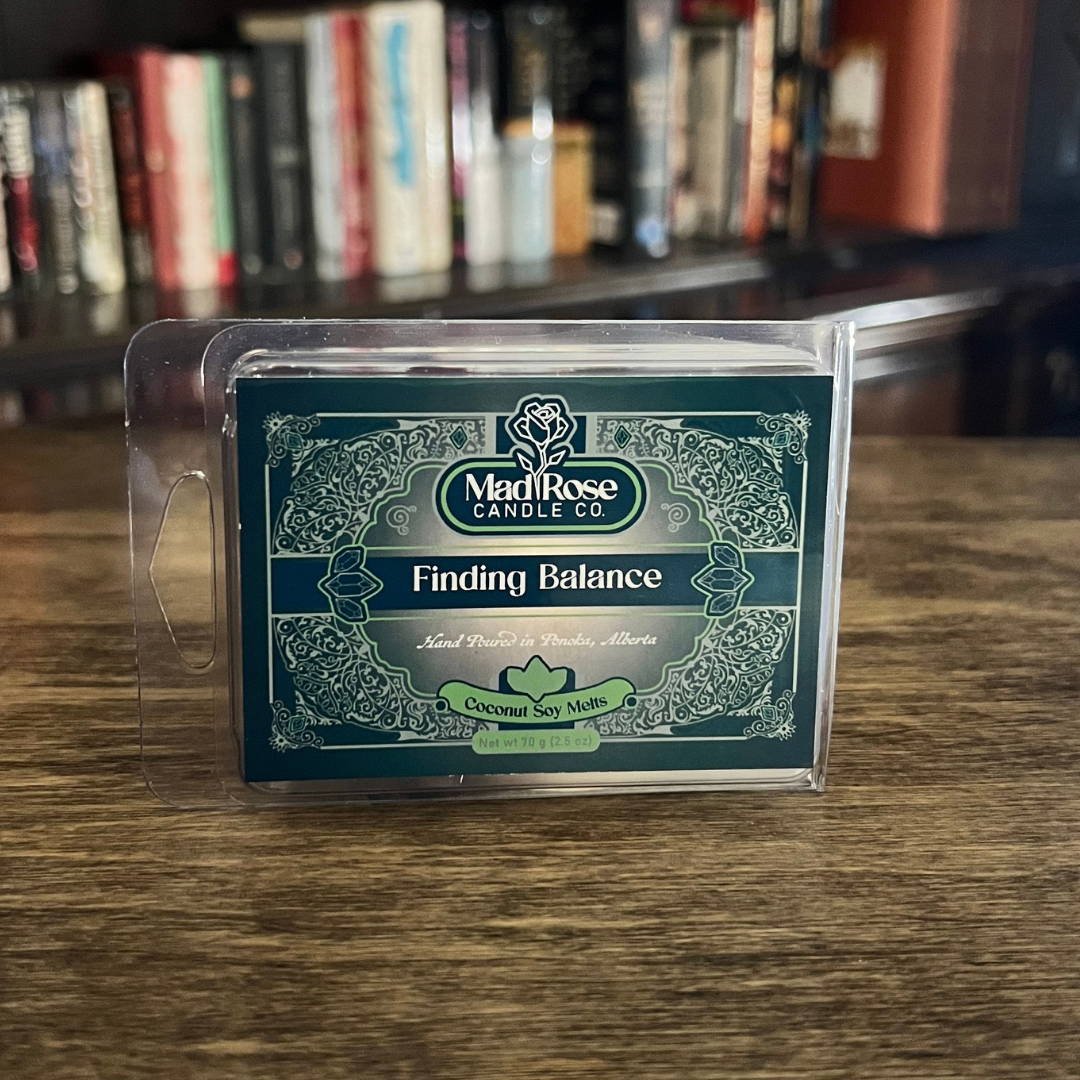 Mad Rose
CANDLE CO.
Finding Balance
Hand Poured in Ponoka, Alberta
Coconut Soy Melts
Net wt 70 g (2.5 oz)